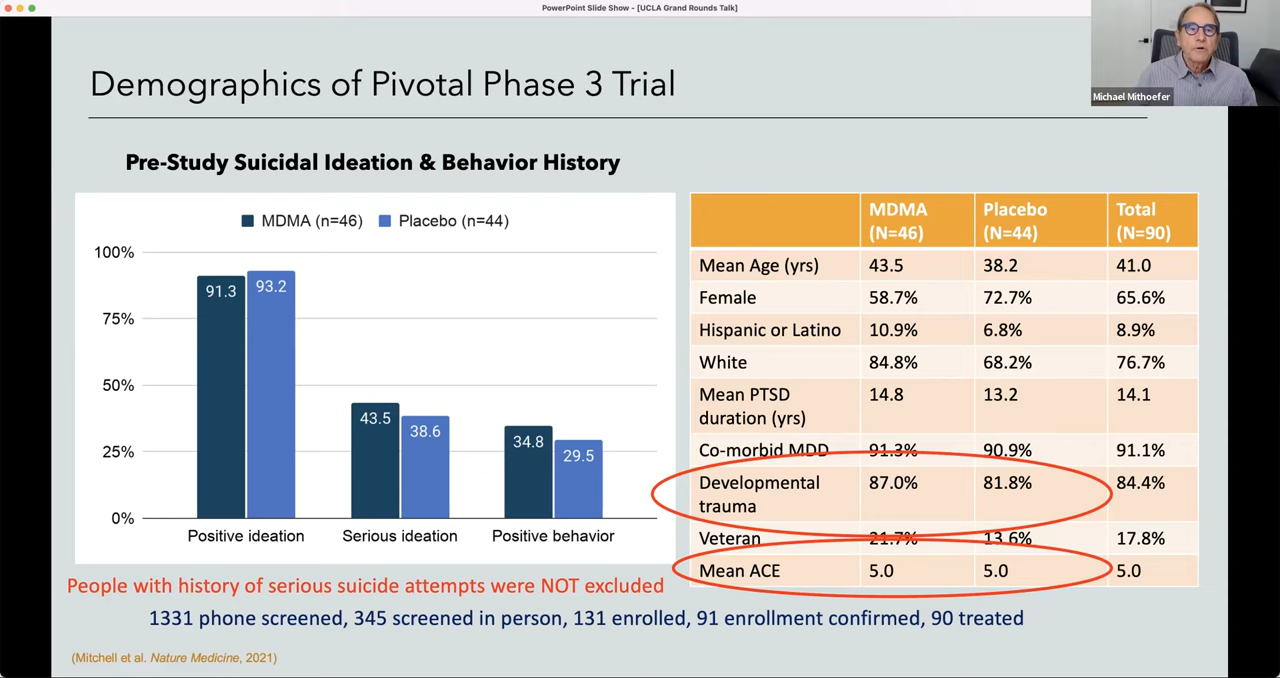 PowerPoint Slide Show - [UCLA Grand Rounds Talk]
Michael Mithoefer
Demographics of Pivotal Phase 3 Trial
Pre-Study Suicidal Ideation & Behavior History
MDMA (n=46) Placebo (n=44)
100%
75%
50%
25%
0%
91.3 93.2
43.5 38.6
34.8 29.5
Positive ideation Serious ideation Positive behavior
MDMA (N=46) Placebo (N=44) Total (N=90)
Mean Age (yrs) 43.5 38.2 41.0
Female 58.7% 72.7% 65.6%
Hispanic or Latino 10.9% 6.8% 8.9%
White 84.8% 68.2% 76.7%
Mean PTSD duration (yrs) 14.8 13.2 14.1
Co-morbid MDD 91.3% 90.9% 91.1%
Developmental trauma 87.0% 81.8% 84.4%
Veteran 21.7% 13.6% 17.8%
Mean ACE 5.0 5.0 5.0
People with history of serious suicide attempts were NOT excluded
1331 phone screened, 345 screened in person, 131 enrolled, 91 enrollment confirmed, 90 treated
(Mitchell et al. Nature Medicine, 2021)